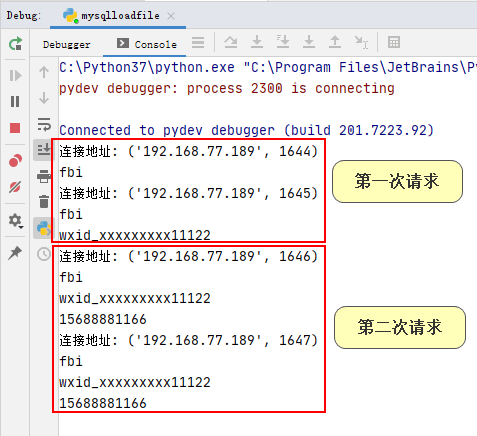 Debug: mysqlloadfile ×
Debugger Console
C:\Python37\python.exe "C:\Program Files\JetBrains\Py
pydev debugger: process 2300 is connecting
Connected to pydev debugger (build 201.7223.92)
连接地址: ('192.168.77.189', 1644)
fbi
连接地址: ('192.168.77.189', 1645)
fbi
wxid_xxxxxxxxx11122
第一次请求
连接地址: ('192.168.77.189', 1646)
fbi
wxid_xxxxxxxxx11122
15688881166
连接地址: ('192.168.77.189', 1647)
fbi
wxid_xxxxxxxxx11122
15688881166
第二次请求